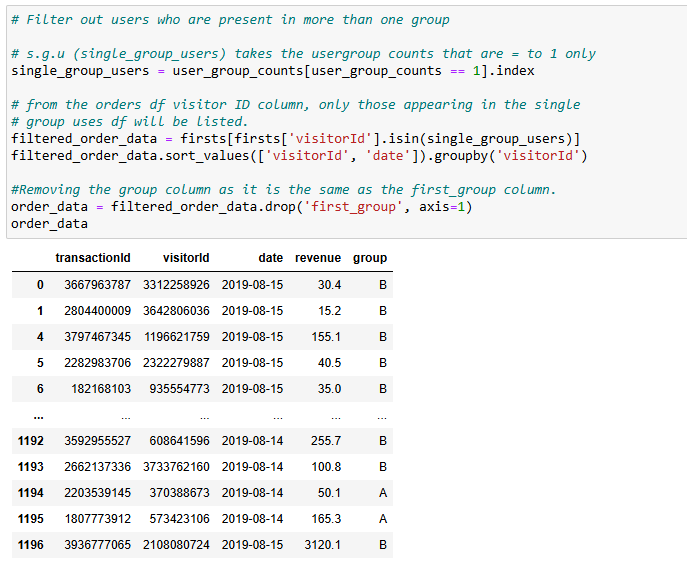 # Filter out users who are present in more than one group
# s.g.u (single_group_users) takes the usergroup counts that are = to 1 only
single_group_users = user_group_counts[user_group_counts == 1].index
# from the orders df visitor ID column, only those appearing in the single
# group uses df will be listed.
filtered_order_data = firsts[firsts['visitorId'].isin(single_group_users)]
filtered_order_data.sort_values(['visitorId', 'date']).groupby('visitorId')
#Removing the group column as it is the same as the first_group column.
order_data = filtered_order_data.drop('first_group', axis=1)
order_data
transactionId visitorId date revenue group
0 3667963787 3312258926 2019-08-15 30.4 B
1 2804400009 3642806036 2019-08-15 15.2 B
4 3797467345 1196621759 2019-08-15 155.1 B
5 2282983706 2322279887 2019-08-15 40.5 B
6 182168103 935554773 2019-08-15 35.0 B
... ... ... ... ... ...
1192 3592955527 608641596 2019-08-14 255.7 B
1193 2662137336 3733762160 2019-08-14 100.8 B
1194 2203539145 370388673 2019-08-14 50.1 A
1195 1807773912 573423106 2019-08-14 165.3 A
1196 3936777065 2108080724 2019-08-15 3120.1 B